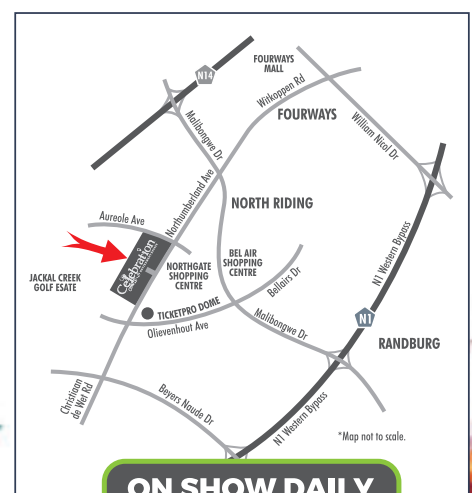 N14
FOURWAYS
MALL
Witkoppen Rd
FOURWAYS
William Nicol Dr
Malibongwe Dr
Northumberland Ave
NORTH RIDING
Aureole Ave
N1 Western Bypass
Celebration
JACKAL CREEK
GOLF ESATE
NORTHGATE
SHOPPING
CENTRE
BEL AIR
SHOPPING
CENTRE
Bellairs Dr
TICKETPRO DOME
Olievenhout Ave
Malibongwe Dr
N1
RANDBURG
Christiaan
de Wet Rd
Beyers Naude Dr
N1 Western Bypass
*Map not to scale.
ON SHOW DAILY